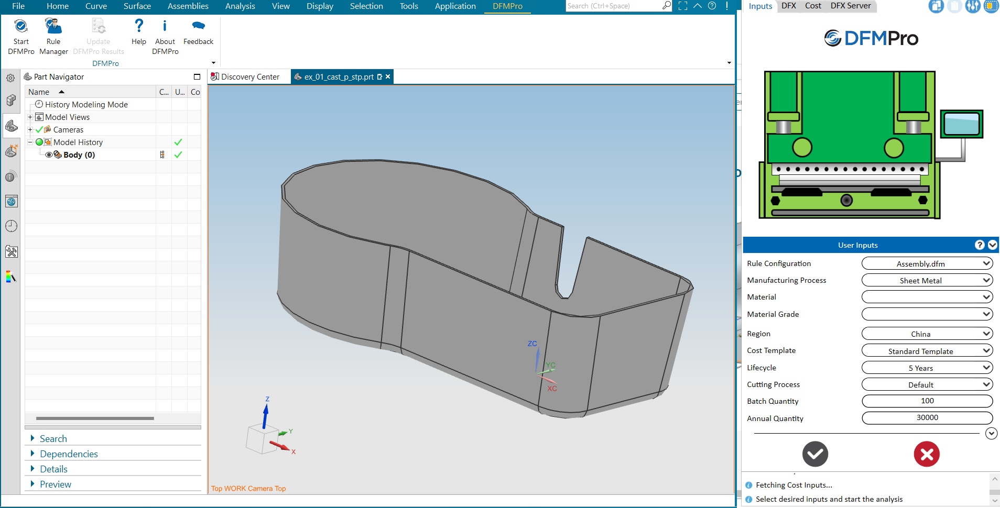 File Home Curve Surface Assemblies Analysis View Display Selection Tools Application DFMPro Search (Ctrl+Space)
Start DFMPro
Rule Manager
Update DFMPro Results
Help
About DFMPro
Feedback
DFMPro
Part Navigator
Name C... U... Co
History Modeling Mode
Model Views
Cameras
Model History
Body (0)
Search
Dependencies
Details
Preview
Discovery Center
ex_01_cast_p_stp.prt
ZC
YC
XC
Z
Y
X
Top WORK Camera Top
Inputs DFX Cost DFX Server
DFMPro
User Inputs
Rule Configuration Assembly.dfm
Manufacturing Process Sheet Metal
Material
Material Grade
Region China
Cost Template Standard Template
Lifecycle 5 Years
Cutting Process Default
Batch Quantity 100
Annual Quantity 30000
Fetching Cost Inputs...
Select desired inputs and start the analysis